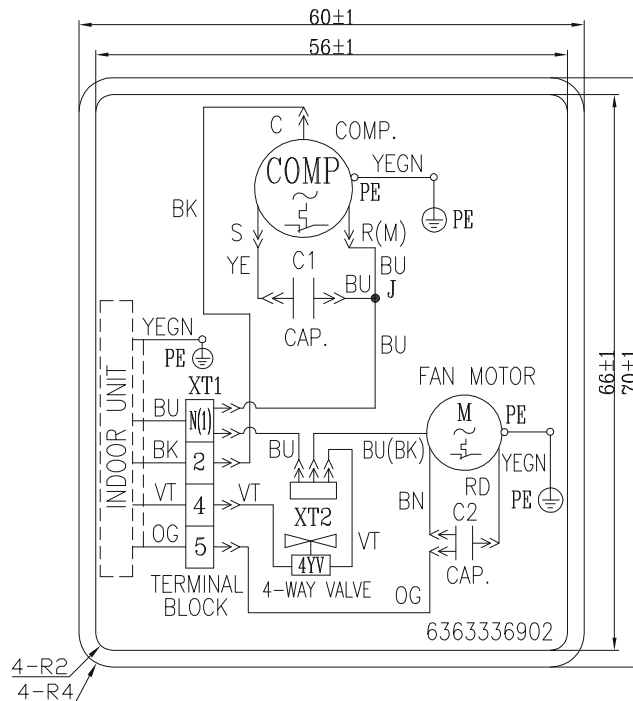 60±1
56±1
C
COMP.
COMP
~
YEGN
PE
PE
BK
S
R(M)
YE
C1
BU
BU
J
CAP.
BU
YEGN
PE
66±1
70±1
FAN MOTOR
INDOOR UNIT
XT1
BU
N(1)
M
~
PE
BK
2
BU
BU(BK)
YEGN
VT
4
VT
XT2
BN
RD
PE
C2
OG
5
4YV
VT
CAP.
TERMINAL
BLOCK
4-WAY VALVE
OG
6363336902
4-R2
4-R4